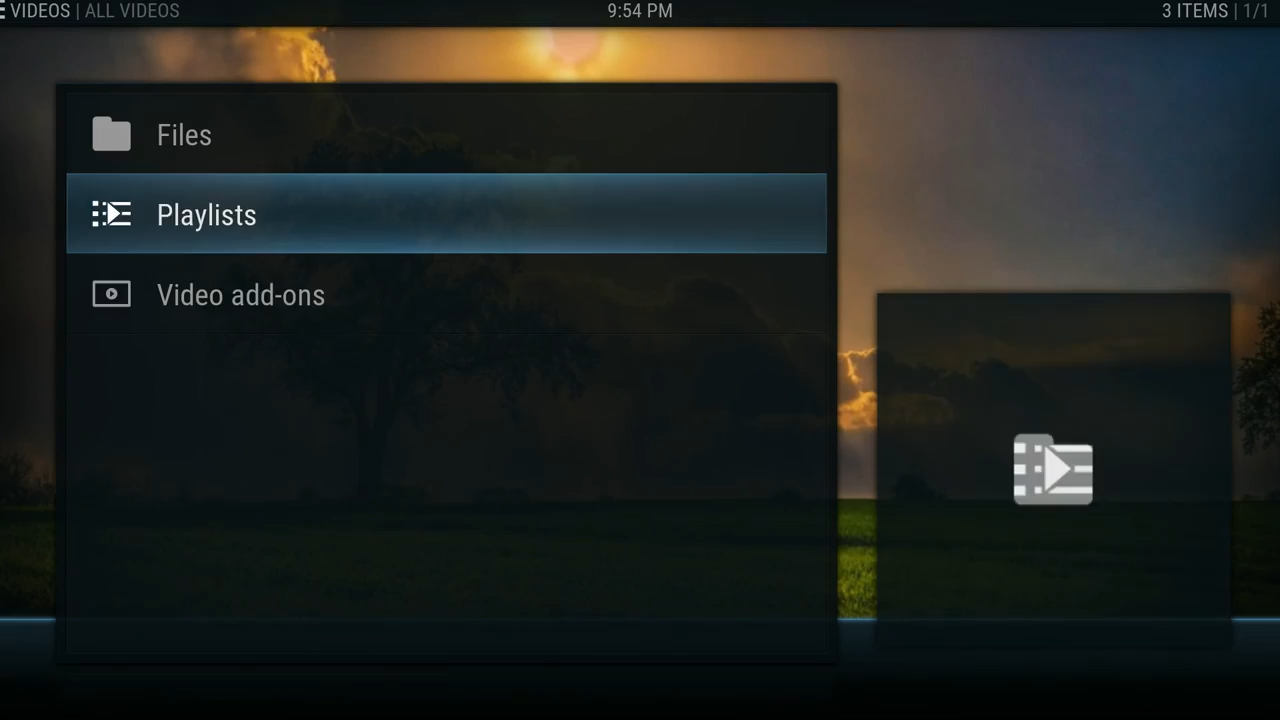 VIDEOS | ALL VIDEOS
9:54 PM
3 ITEMS | 1/1
Files
Playlists
Video add-ons